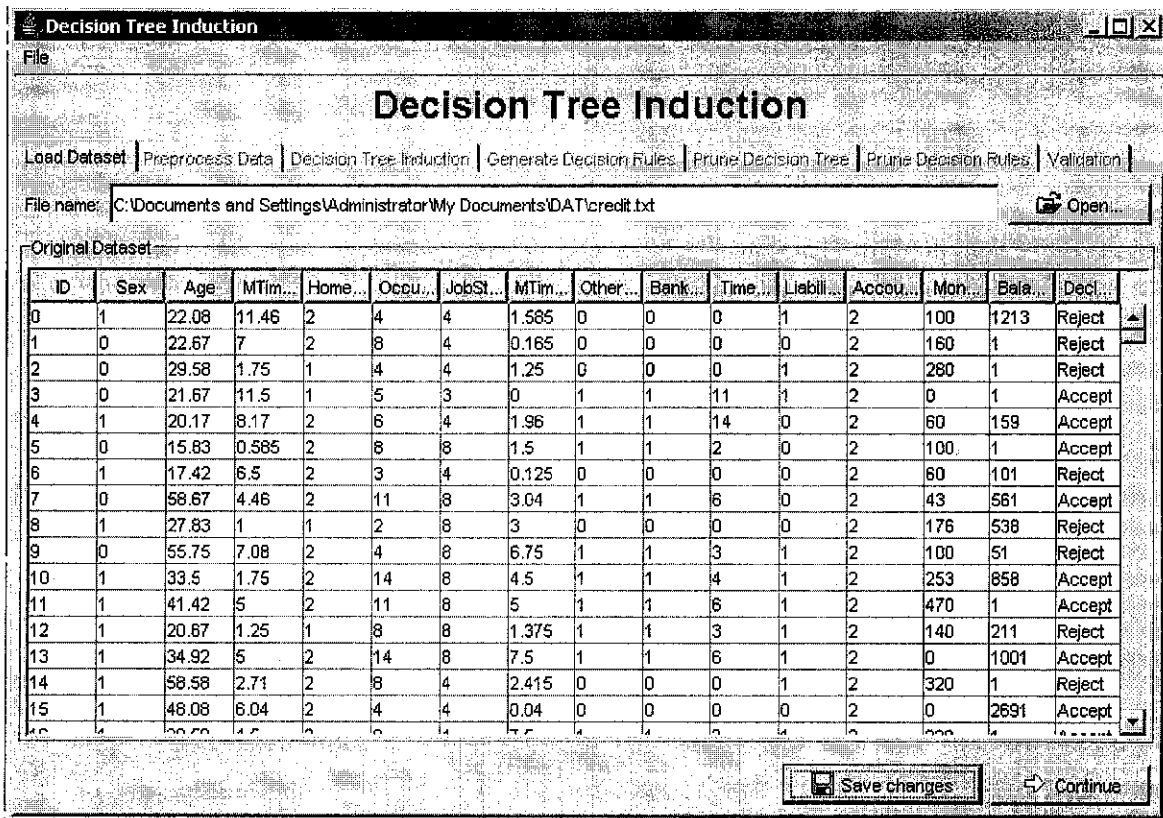 Decision Tree Induction
File
Decision Tree Induction
Load Dataset Preprocess Data Decision Tree Induction Generate Decision Rules Prune Decision Tree Prune Decision Rules Validation
File name: C:\Documents and Settings\Administrator\My Documents\DAT\credit.txt Open...
Original Dataset
ID Sex Age MTim... Home... Occu... JobSt... MTim... Other... Bank... Time... Liabili... Accou... Mon... Bala... Deci...
0 1 22.08 11.46 2 4 4 1.585 0 0 0 1 2 100 1213 Reject
1 0 22.67 7 2 8 4 0.165 0 0 0 0 2 160 1 Reject
2 0 29.58 1.75 1 4 4 1.25 0 0 0 1 2 280 1 Reject
3 0 21.67 11.5 1 5 3 0 1 1 11 1 2 0 1 Accept
4 1 20.17 8.17 2 6 4 1.96 1 1 14 0 2 60 159 Accept
5 0 15.83 0.585 2 8 8 1.5 1 1 2 0 2 100 1 Accept
6 1 17.42 6.5 2 3 4 0.125 0 0 0 0 2 60 101 Reject
7 0 58.67 4.46 2 11 8 3.04 1 1 6 0 2 43 561 Accept
8 1 27.83 1 1 2 8 3 0 0 0 0 2 176 538 Reject
9 0 55.75 7.08 2 4 8 6.75 1 1 3 1 2 100 51 Reject
10 1 33.5 1.75 2 14 8 4.5 1 1 4 1 2 253 858 Accept
11 1 41.42 5 2 11 8 5 1 1 6 1 2 470 1 Accept
12 1 20.67 1.25 1 8 8 1.375 1 1 3 1 2 140 211 Reject
13 1 34.92 5 2 14 8 7.5 1 1 6 1 2 0 1001 Accept
14 1 58.58 2.71 2 8 4 2.415 0 0 0 1 2 320 1 Reject
15 1 48.08 6.04 2 4 4 0.04 0 0 0 0 2 0 2691 Accept
Save changes Continue